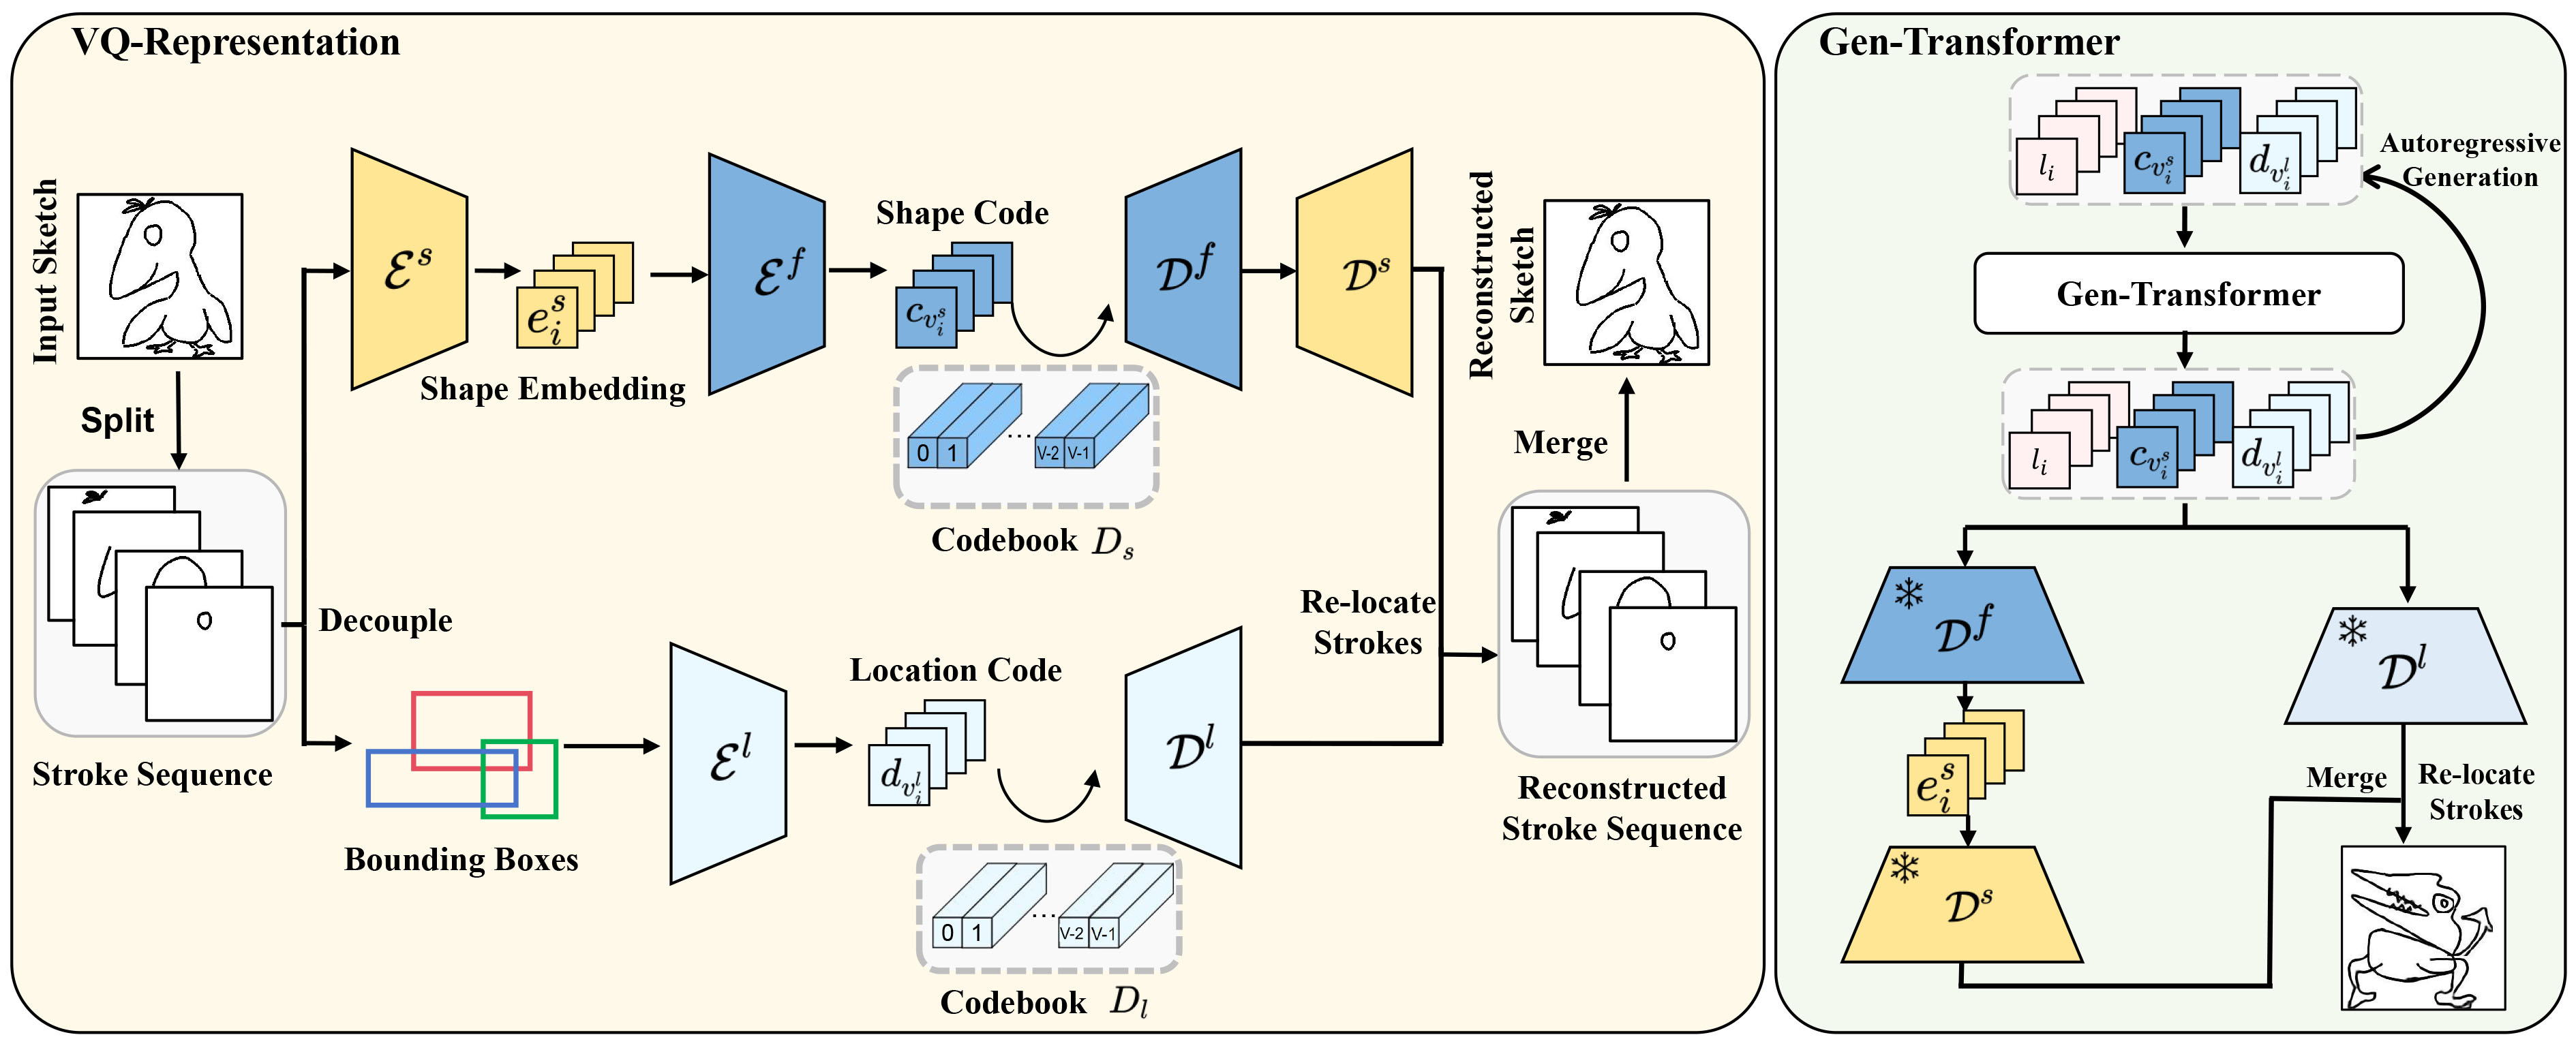 VQ-Representation
Input Sketch
Split
Stroke Sequence
Decouple
$\mathcal{E}^s$
$e_i^s$
Shape Embedding
$\mathcal{E}^f$
Shape Code
$c_{v_i^s}$
0 1 ... V-2 V-1
Codebook $D_s$
$\mathcal{D}^f$
$\mathcal{D}^s$
Bounding Boxes
$\mathcal{E}^l$
Location Code
$d_{v_i^l}$
0 1 ... V-2 V-1
Codebook $D_l$
$\mathcal{D}^l$
Re-locate
Strokes
Reconstructed
Sketch
Merge
Reconstructed
Stroke Sequence
Gen-Transformer
$l_i$ $c_{v_i^s}$ $d_{v_i^l}$
Autoregressive
Generation
Gen-Transformer
$l_i$ $c_{v_i^s}$ $d_{v_i^l}$
$\mathcal{D}^f$
$\mathcal{D}^l$
$e_i^s$
$\mathcal{D}^s$
Merge
Re-locate
Strokes